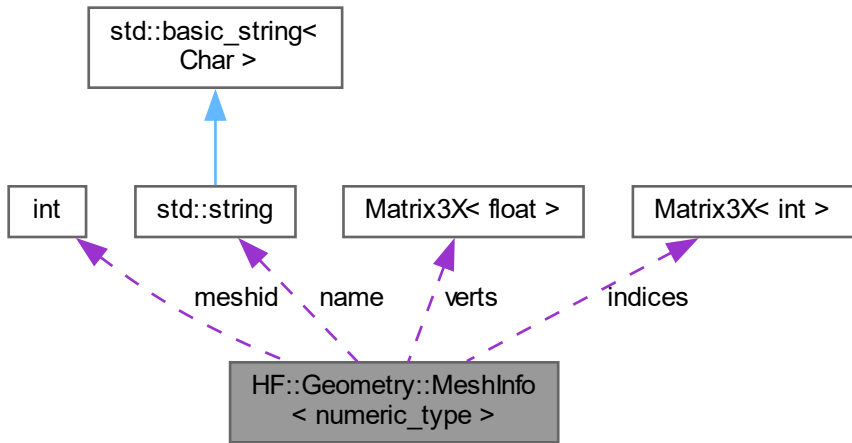 std::basic_string<
Char >
int
std::string
Matrix3X< float >
Matrix3X< int >
meshid
name
verts
indices
HF::Geometry::MeshInfo
< numeric_type >